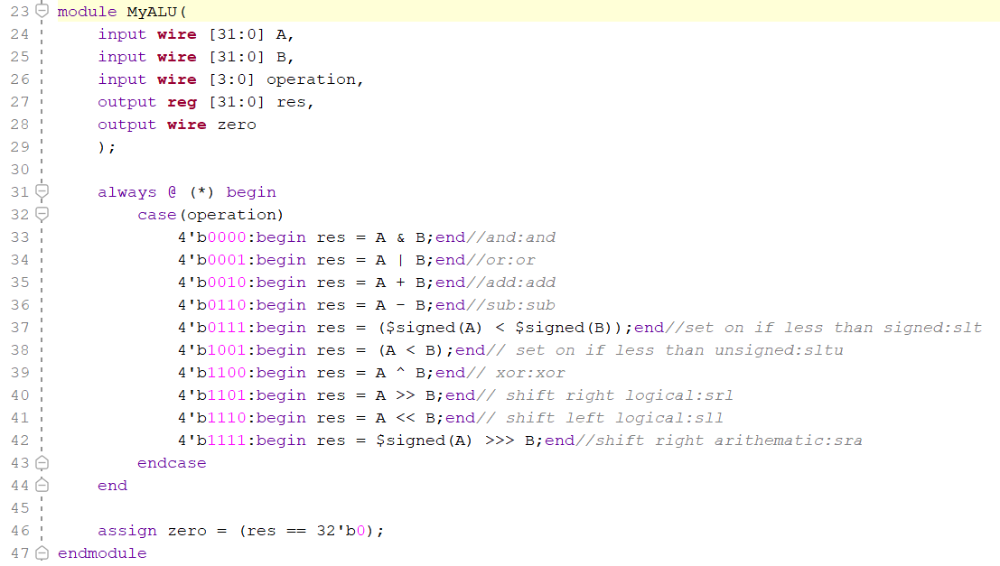 23 module MyALU(
24     input wire [31:0] A,
25     input wire [31:0] B,
26     input wire [3:0] operation,
27     output reg [31:0] res,
28     output wire zero
29     );
30
31     always @ (*) begin
32         case(operation)
33             4'b0000:begin res = A & B;end//and:and
34             4'b0001:begin res = A | B;end//or:or
35             4'b0010:begin res = A + B;end//add:add
36             4'b0110:begin res = A - B;end//sub:sub
37             4'b0111:begin res = ($signed(A) < $signed(B));end//set on if less than signed:slt
38             4'b1001:begin res = (A < B);end// set on if less than unsigned:sltu
39             4'b1100:begin res = A ^ B;end// xor:xor
40             4'b1101:begin res = A >> B;end// shift right logical:srl
41             4'b1110:begin res = A << B;end// shift left logical:sll
42             4'b1111:begin res = $signed(A) >>> B;end//shift right arithematic:sra
43         endcase
44     end
45
46     assign zero = (res == 32'b0);
47 endmodule